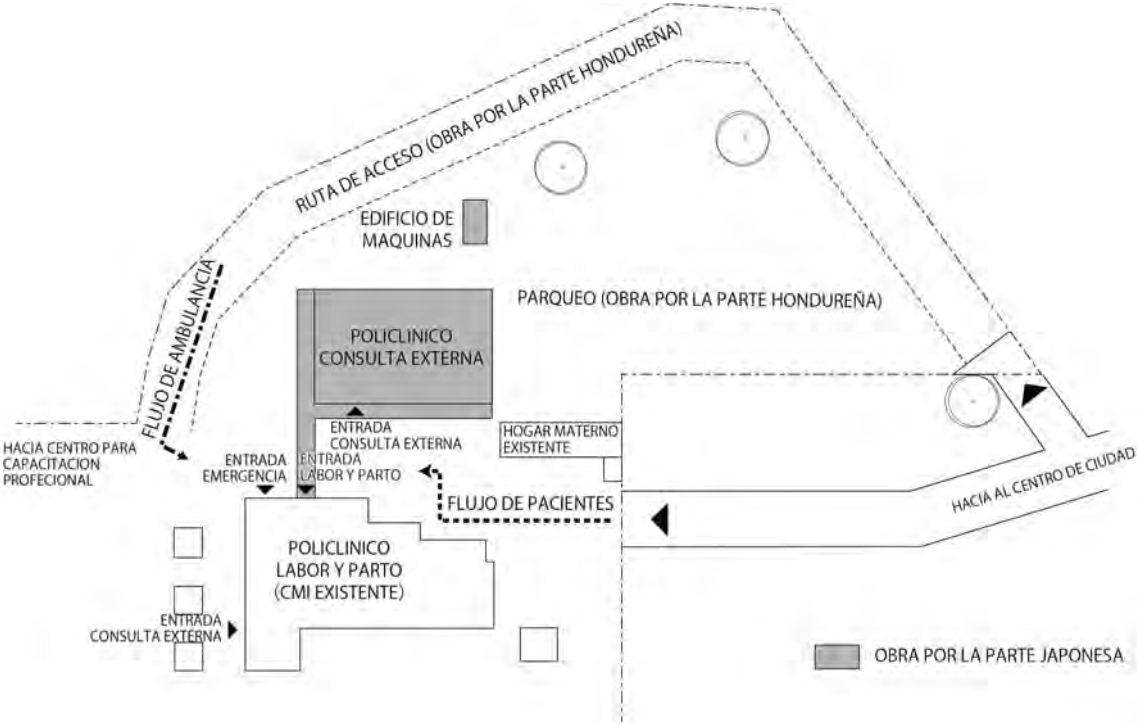 RUTA DE ACCESO (OBRA POR LA PARTE HONDUREÑA)
EDIFICIO DE
MAQUINAS
FLUJO DE AMBULANCIA
PARQUEO (OBRA POR LA PARTE HONDUREÑA)
POLICLINICO
CONSULTA EXTERNA
ENTRADA
CONSULTA EXTERNA
HOGAR MATERNO
EXISTENTE
HACIA CENTRO PARA
CAPACITACION
PROFECIONAL
ENTRADA
EMERGENCIA
ENTRADA
LABOR Y PARTO
FLUJO DE PACIENTES
HACIA AL CENTRO DE CIUDAD
POLICLINICO
LABOR Y PARTO
(CMI EXISTENTE)
ENTRADA
CONSULTA EXTERNA
OBRA POR LA PARTE JAPONESA